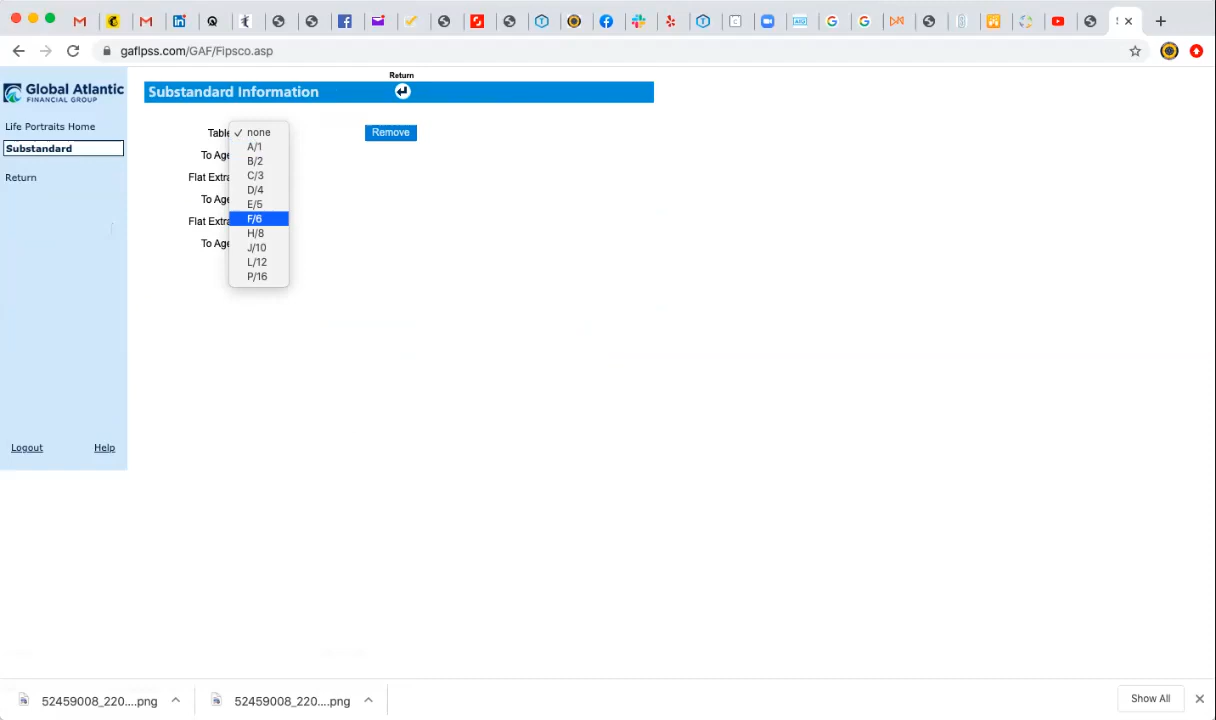 gaflpss.com/GAF/Fipsco.asp
Global Atlantic
FINANCIAL GROUP
Life Portraits Home
Substandard
Return
Logout
Help
Return
Substandard Information
Table
none
Remove
A/1
To Age
B/2
C/3
Flat Extra
D/4
To Age
E/5
Flat Extra
F/6
H/8
To Age
J/10
L/12
P/16
52459008_220....png
52459008_220....png
Show All